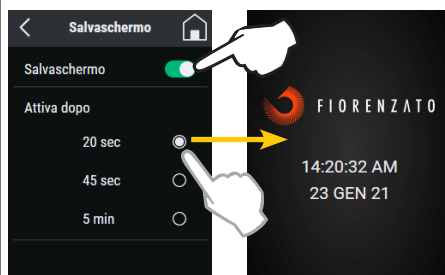 Salvaschermo
Salvaschermo
Attiva dopo
20 sec
45 sec
5 min
FIORENZATO
14:20:32 AM
23 GEN 21